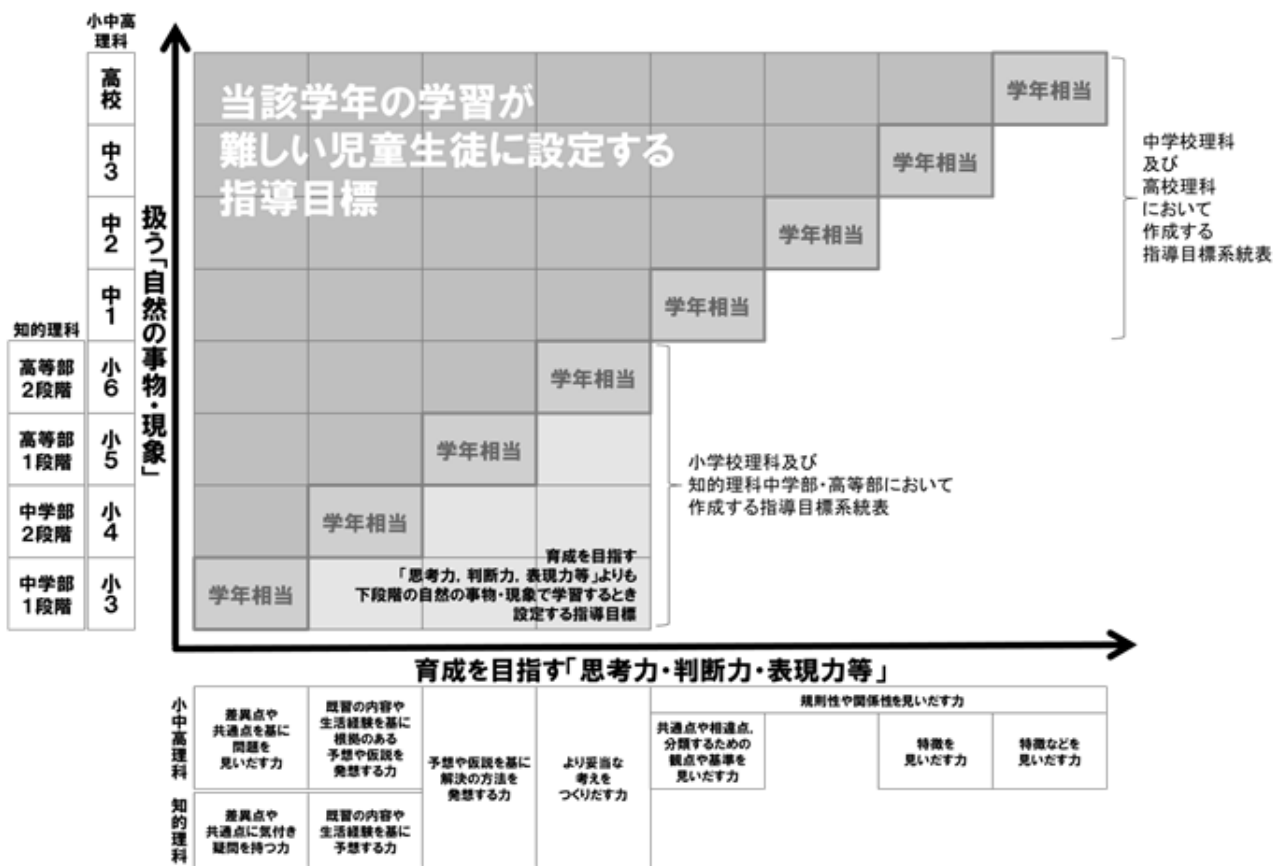 小中高
理科
高校
中3
中2
中1
小6
小5
小4
小3
知的理科
高等部
2段階
高等部
1段階
中学部
2段階
中学部
1段階
扱う「自然の事物・現象」
当該学年の学習が
難しい児童生徒に設定する
指導目標
学年相当
学年相当
学年相当
学年相当
学年相当
学年相当
学年相当
学年相当
中学校理科
及び
高校理科
において
作成する
指導目標系統表
小学校理科及び
知的理科中学部・高等部において
作成する指導目標系統表
育成を目指す
「思考力，判断力，表現力等」よりも
下段階の自然の事物・現象で学習するとき
設定する指導目標
育成を目指す「思考力・判断力・表現力等」
小中高理科
差異点や
共通点を基に
問題を
見いだす力
既習の内容や
生活経験を基に
根拠のある
予想や仮説を
発想する力
予想や仮説を基に
解決の方法を
発想する力
より妥当な
考えを
つくりだす力
規則性や関係性を見いだす力
共通点や相違点，
分類するための
観点や基準を
見いだす力
特徴を
見いだす力
特徴などを
見いだす力
知的理科
差異点や
共通点に気付き
疑問を持つ力
既習の内容や
生活経験を基に
予想する力